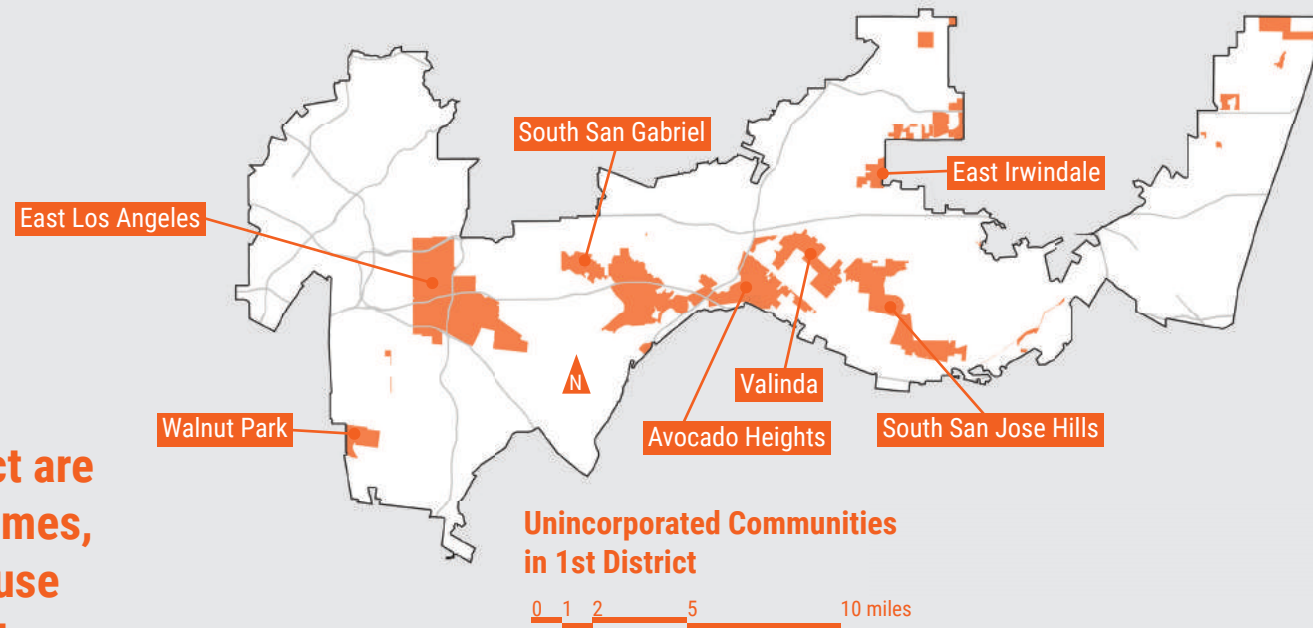 South San Gabriel
East Irwindale
East Los Angeles
N
Valinda
Walnut Park
Avocado Heights
South San Jose Hills
ct are
mes,
use
Unincorporated Communities
in 1st District
0 1 2 5 10 miles